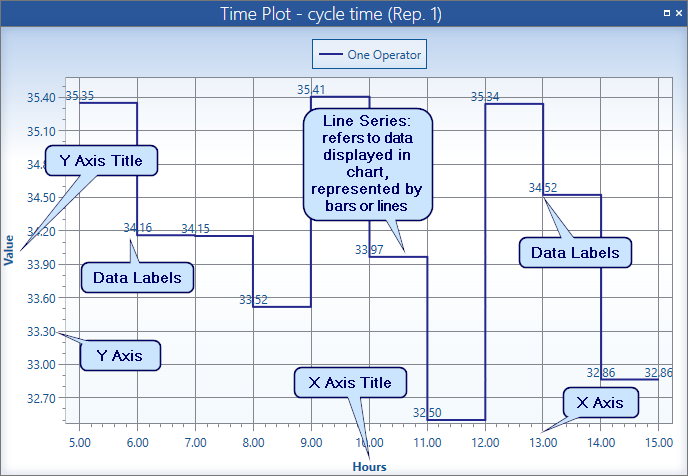 Time Plot - cycle time (Rep. 1)
One Operator
35.40
35.10
34.8
34.50
34.20
33.90
33.60
33.30
33.00
32.70
Value
35.35
34.16
34.15
33.52
35.41
33.97
32.50
35.34
34.52
32.86
32.86
Y Axis Title
Line Series:
refers to data
displayed in
chart,
represented by
bars or lines
Data Labels
Data Labels
Y Axis
X Axis Title
X Axis
5.00 6.00 7.00 8.00 9.00 10.00 11.00 12.00 13.00 14.00 15.00
Hours